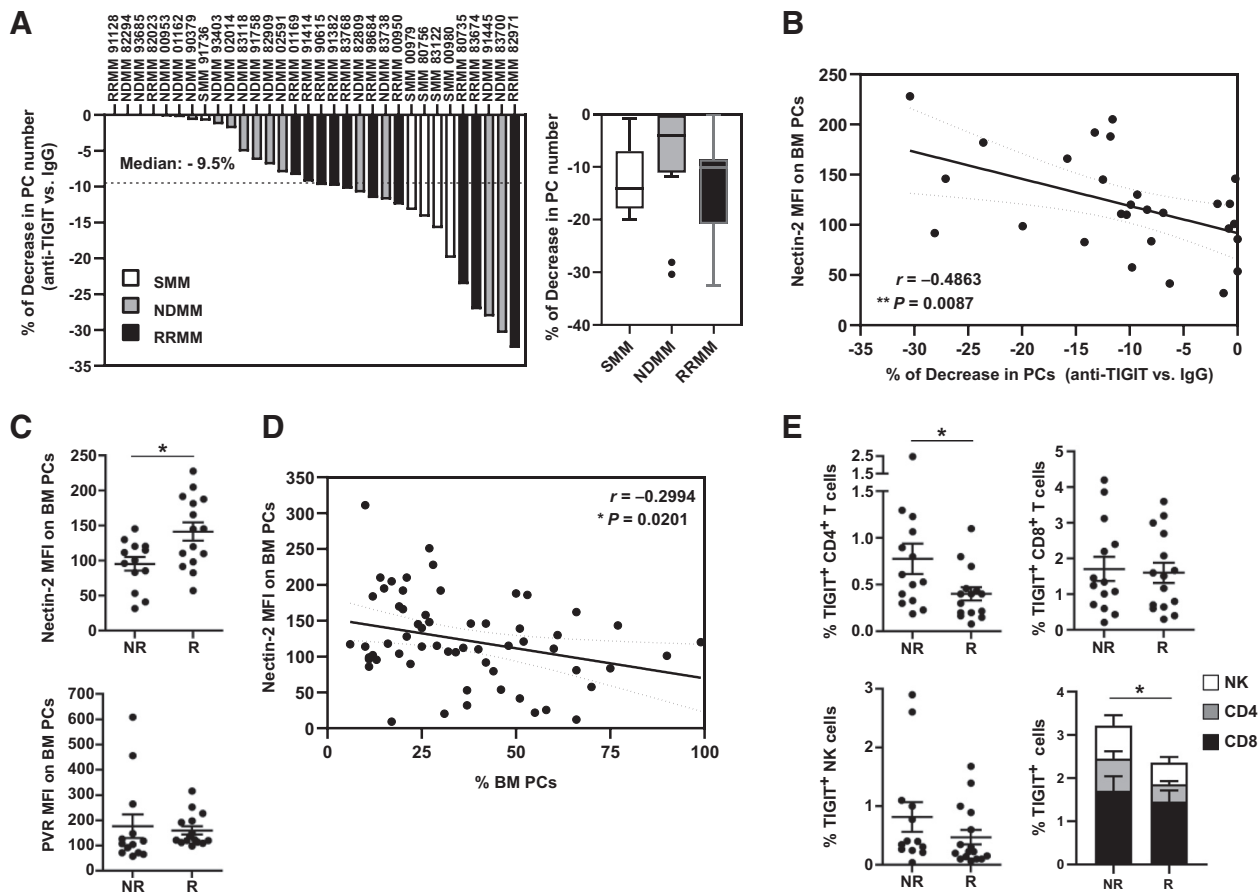 A
RRMM 91128
NDMM 82294
NDMM 93685
RRMM 82023
NDMM 00953
NDMM 01162
NDMM 90379
SMM 91736
NDMM 93403
NDMM 02014
NDMM 83118
NDMM 91758
NDMM 82909
NDMM 02591
RRMM 01169
RRMM 91414
RRMM 90615
RRMM 91382
RRMM 83768
NDMM 82809
RRMM 98684
NDMM 83738
RRMM 00950
SMM 00979
SMM 80756
SMM 83122
SMM 00980
RRMM 80735
RRMM 83674
NDMM 91445
NDMM 83700
RRMM 82971
% of Decrease in PC number
(anti-TIGIT vs. IgG)
0
-5
-10
-15
-20
-25
-30
-35
Median: - 9.5%
SMM
NDMM
RRMM
% of Decrease in PC number
0
-10
-20
-30
-40
SMM
NDMM
RRMM
B
Nectin-2 MFI on BM PCs
250
200
150
100
50
0
r = –0.4863
** P = 0.0087
-35
-30
-25
-20
-15
-10
-5
0
% of Decrease in PCs (anti-TIGIT vs. IgG)
C
Nectin-2 MFI on BM PCs
250
200
150
100
50
0
*
NR
R
PVR MFI on BM PCs
700
600
500
400
300
200
100
0
NR
R
D
Nectin-2 MFI on BM PCs
350
300
250
200
150
100
50
0
r = –0.2994
* P = 0.0201
0
25
50
75
100
% BM PCs
E
% TIGIT+ CD4+ T cells
2.5
1.5
1.0
0.5
0.0
*
NR
R
% TIGIT+ CD8+ T cells
5
4
3
2
1
0
NR
R
% TIGIT+ NK cells
3
2
1
0
NR
R
% TIGIT+ cells
4
3
2
1
0
*
NR
R
NK
CD4
CD8